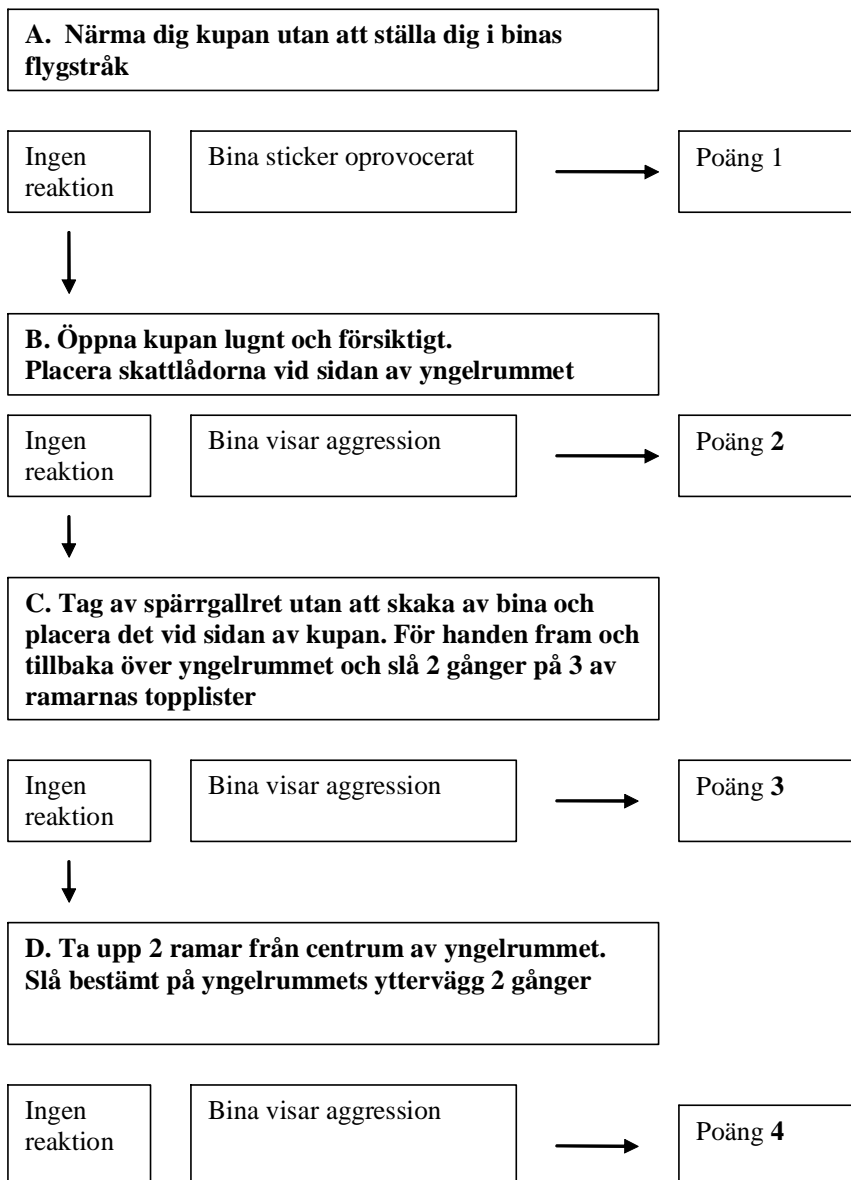 A. Närma dig kupan utan att ställa dig i binas
flygstråk
Ingen
reaktion
Bina sticker oprovocerat
Poäng 1
B. Öppna kupan lugnt och försiktigt.
Placera skattlådorna vid sidan av yngelrummet
Ingen
reaktion
Bina visar aggression
Poäng 2
C. Tag av spärrgallret utan att skaka av bina och
placera det vid sidan av kupan. För handen fram och
tillbaka över yngelrummet och slå 2 gånger på 3 av
ramarnas topplister
Ingen
reaktion
Bina visar aggression
Poäng 3
D. Ta upp 2 ramar från centrum av yngelrummet.
Slå bestämt på yngelrummets yttervägg 2 gånger
Ingen
reaktion
Bina visar aggression
Poäng 4